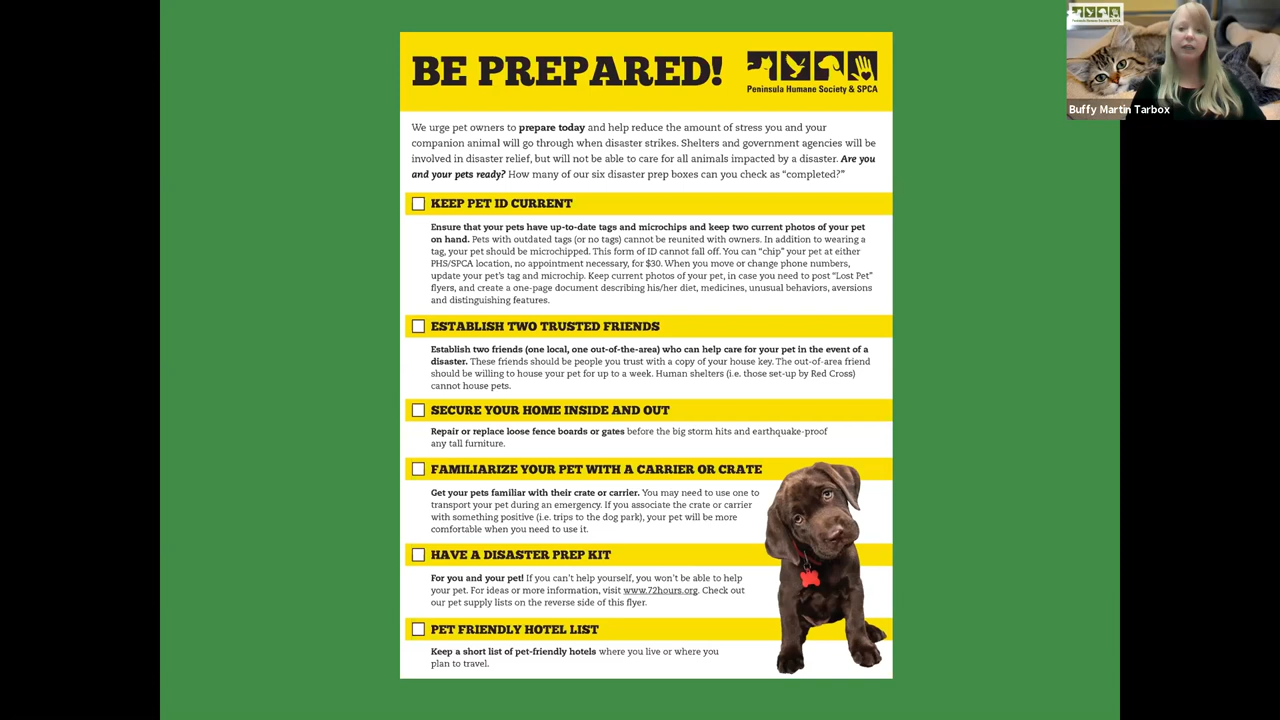 BE PREPARED!
Peninsula Humane Society & SPCA
We urge pet owners to prepare today and help reduce the amount of stress you and your
companion animal will go through when disaster strikes. Shelters and government agencies will be
involved in disaster relief, but will not be able to care for all animals impacted by a disaster. Are you
and your pets ready? How many of our six disaster prep boxes can you check as “completed?”
KEEP PET ID CURRENT
Ensure that your pets have up-to-date tags and microchips and keep two current photos of your pet
on hand. Pets with outdated tags (or no tags) cannot be reunited with owners. In addition to wearing a
tag, your pet should be microchipped. This form of ID cannot fall off. You can “chip” your pet at either
PHS/SPCA location, no appointment necessary, for $30. When you move or change phone numbers,
update your pet's tag and microchip. Keep current photos of your pet, in case you need to post “Lost Pet”
flyers, and create a one-page document describing his/her diet, medicines, unusual behaviors, aversions
and distinguishing features.
ESTABLISH TWO TRUSTED FRIENDS
Establish two friends (one local, one out-of-the-area) who can help care for your pet in the event of a
disaster. These friends should be people you trust with a copy of your house key. The out-of-area friend
should be willing to house your pet for up to a week. Human shelters (i.e. those set-up by Red Cross)
cannot house pets.
SECURE YOUR HOME INSIDE AND OUT
Repair or replace loose fence boards or gates before the big storm hits and earthquake-proof
any tall furniture.
FAMILIARIZE YOUR PET WITH A CARRIER OR CRATE
Get your pets familiar with their crate or carrier. You may need to use one to
transport your pet during an emergency. If you associate the crate or carrier
with something positive (i.e. trips to the dog park), your pet will be more
comfortable when you need to use it.
HAVE A DISASTER PREP KIT
For you and your pet! If you can't help yourself, you won't be able to help
your pet. For ideas or more information, visit www.72hours.org. Check out
our pet supply lists on the reverse side of this flyer.
PET FRIENDLY HOTEL LIST
Keep a short list of pet-friendly hotels where you live or where you
plan to travel.
Peninsula Humane Society & SPCA
Buffy Martin Tarbox